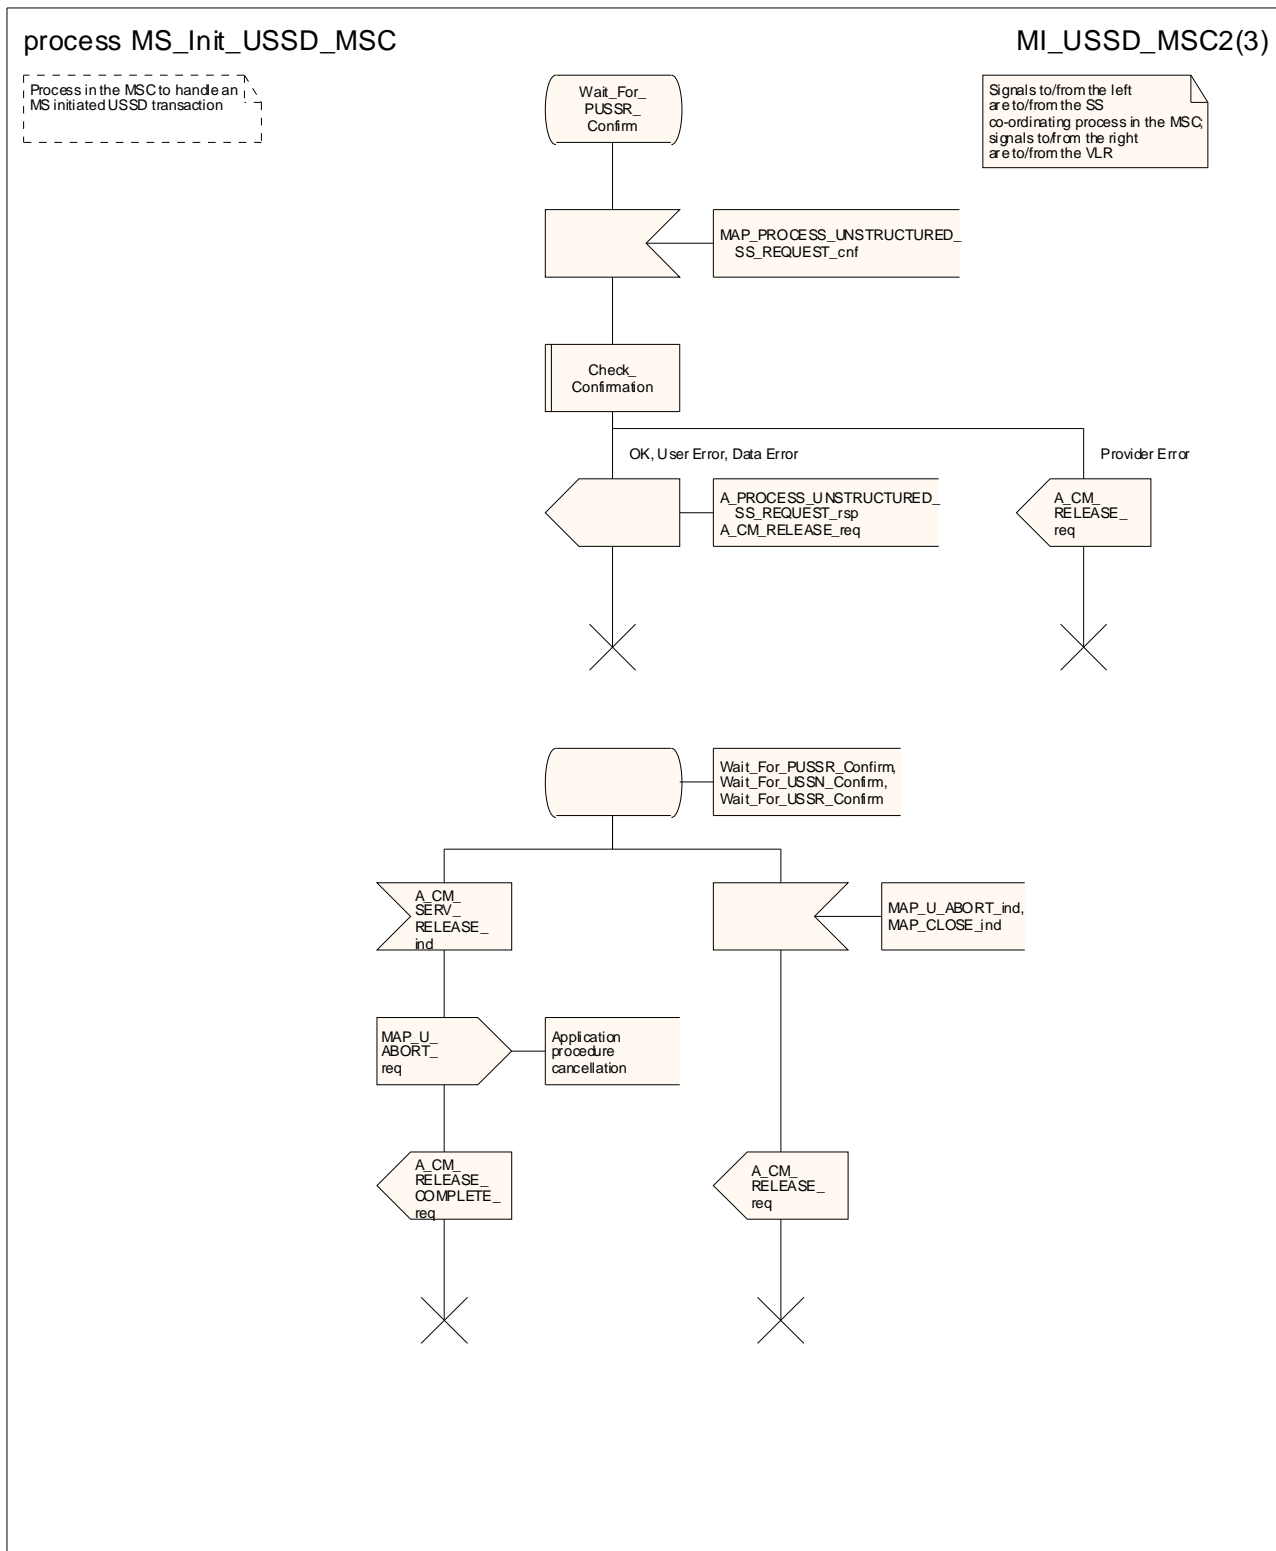 process MS_Init_USSD_MSC
MI_USSD_MSC2(3)
Process in the MSC to handle an
MS initiated USSD transaction
Wait_For_
PUSSR_
Confirm
Signals to/from the left
are to/from the SS
co-ordinating process in the MSC;
signals to/from the right
are to/from the VLR
MAP_PROCESS_UNSTRUCTURED_
SS_REQUEST_cnf
Check_
Confirmation
OK, User Error, Data Error
Provider Error
A_PROCESS_UNSTRUCTURED_
SS_REQUEST_rsp
A_CM_RELEASE_req
A_CM_
RELEASE_
req
Wait_For_PUSSR_Confirm,
Wait_For_USSN_Confirm,
Wait_For_USSR_Confirm
A_CM_
SERV_
RELEASE_
ind
MAP_U_ABORT_ind,
MAP_CLOSE_ind
MAP_U_
ABORT_
req
Application
procedure
cancellation
A_CM_
RELEASE_
COMPLETE_
req
A_CM_
RELEASE_
req